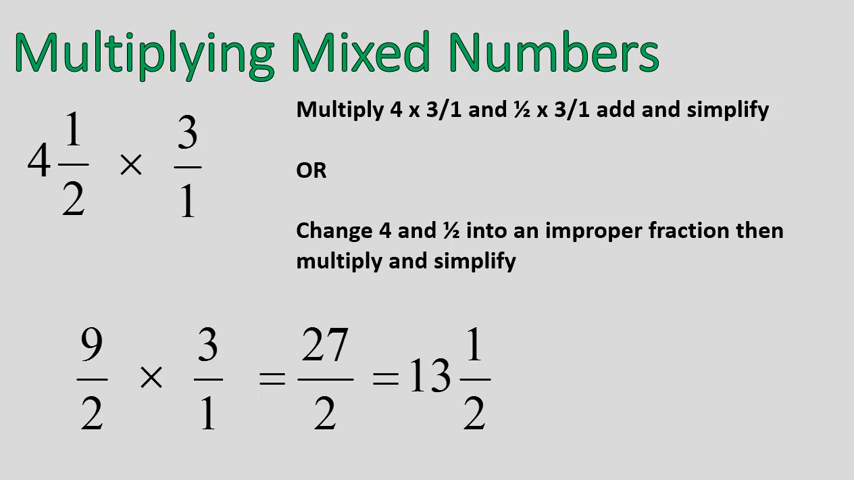 Multiplying Mixed Numbers
4 1/2 × 3/1
Multiply 4 x 3/1 and ½ x 3/1 add and simplify
OR
Change 4 and ½ into an improper fraction then
multiply and simplify
9/2 × 3/1 = 27/2 = 13 1/2